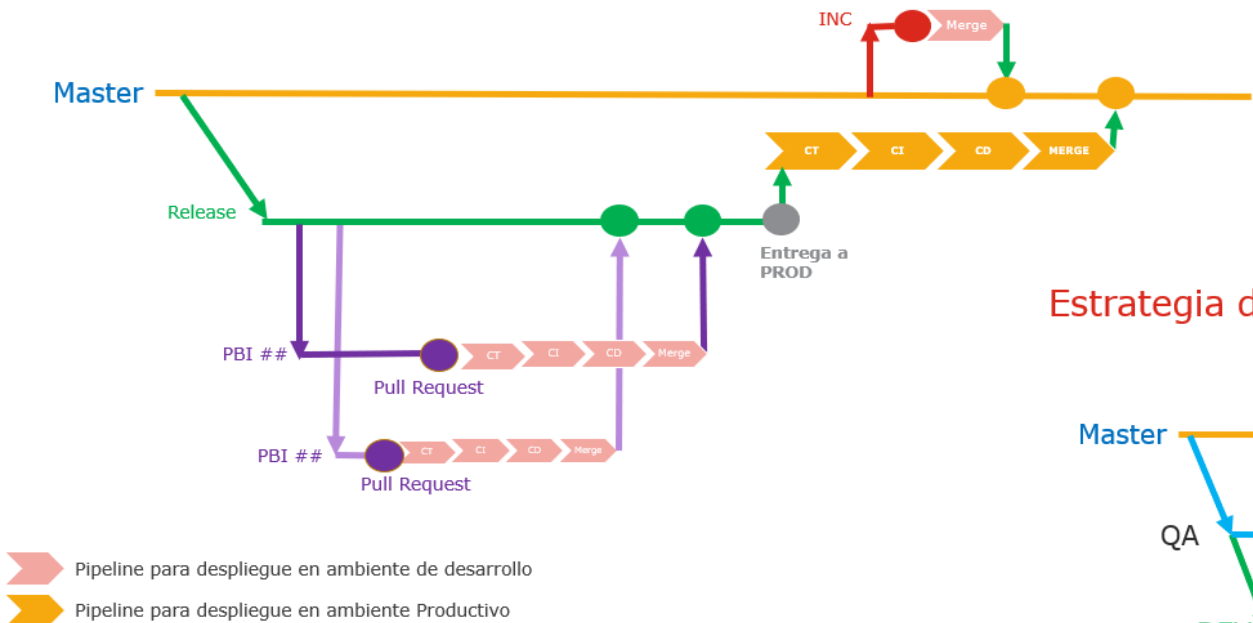 INC
Merge
Master
CT
CI
CD
MERGE
Release
Entrega a
PROD
Estrategia d
PBI ##
CT
CI
CD
Merge
Pull Request
Master
PBI ##
CT
CI
CD
Merge
Pull Request
QA
Pipeline para despliegue en ambiente de desarrollo
Pipeline para despliegue en ambiente Productivo